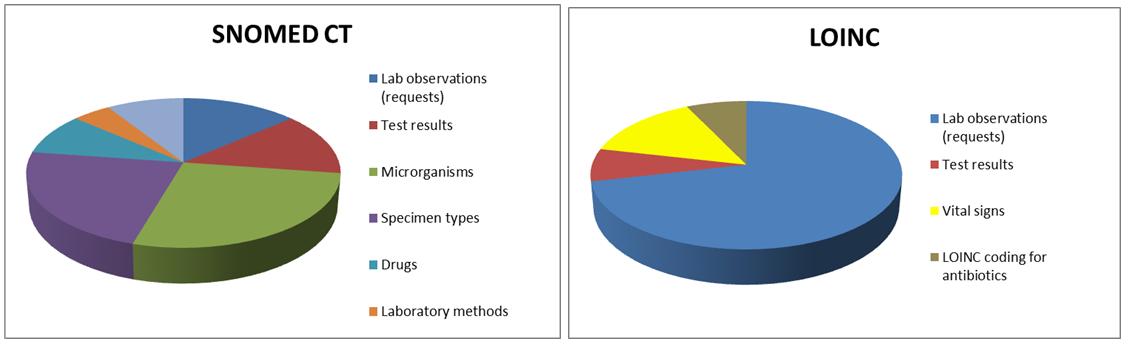 SNOMED CT
Lab observations
(requests)
Test results
Microrganisms
Specimen types
Drugs
Laboratory methods
LOINC
Lab observations
(requests)
Test results
Vital signs
LOINC coding for
antibiotics